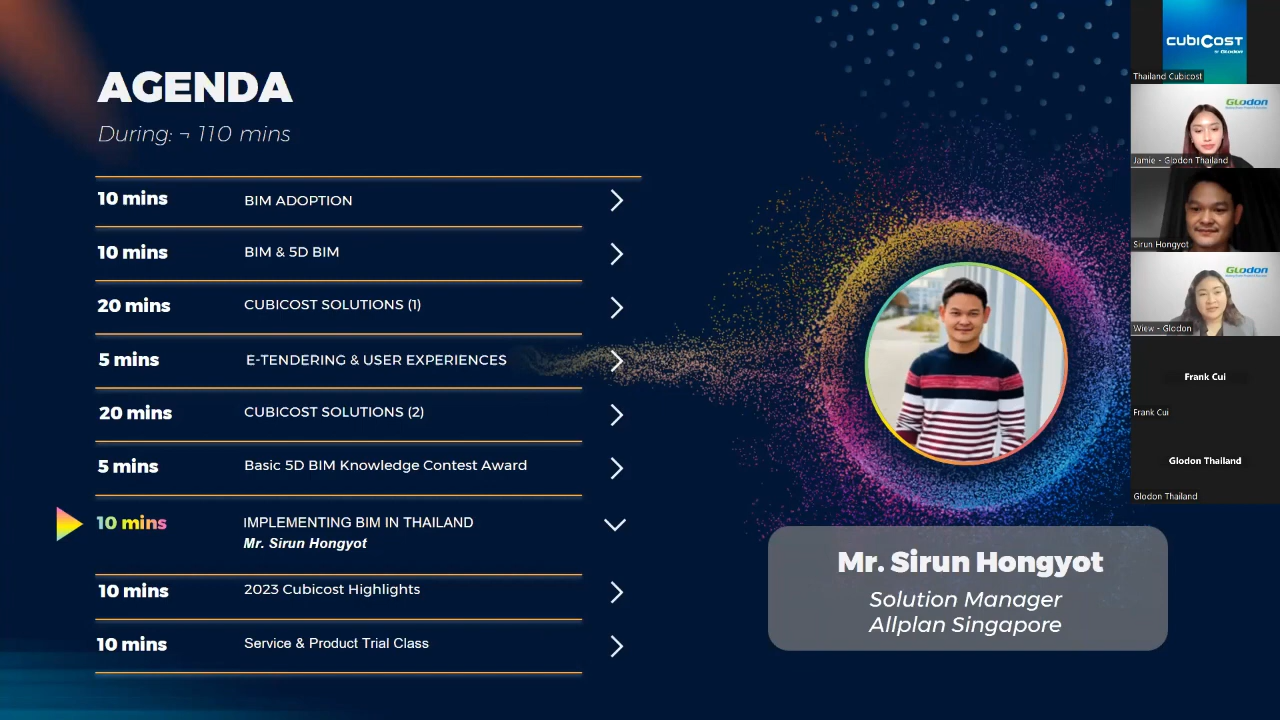 AGENDA
During: ¬ 110 mins
10 mins BIM ADOPTION
10 mins BIM & 5D BIM
20 mins CUBICOST SOLUTIONS (1)
5 mins E-TENDERING & USER EXPERIENCES
20 mins CUBICOST SOLUTIONS (2)
5 mins Basic 5D BIM Knowledge Contest Award
10 mins IMPLEMENTING BIM IN THAILAND
Mr. Sirun Hongyot
10 mins 2023 Cubicost Highlights
10 mins Service & Product Trial Class
Mr. Sirun Hongyot
Solution Manager
Allplan Singapore
CUBICOST
by Glodon
Thailand Cubicost
Glodon
Jamie - Glodon Thailand
Sirun Hongyot
Glodon
Wiew - Glodon
Frank Cui
Frank Cui
Glodon Thailand
Glodon Thailand